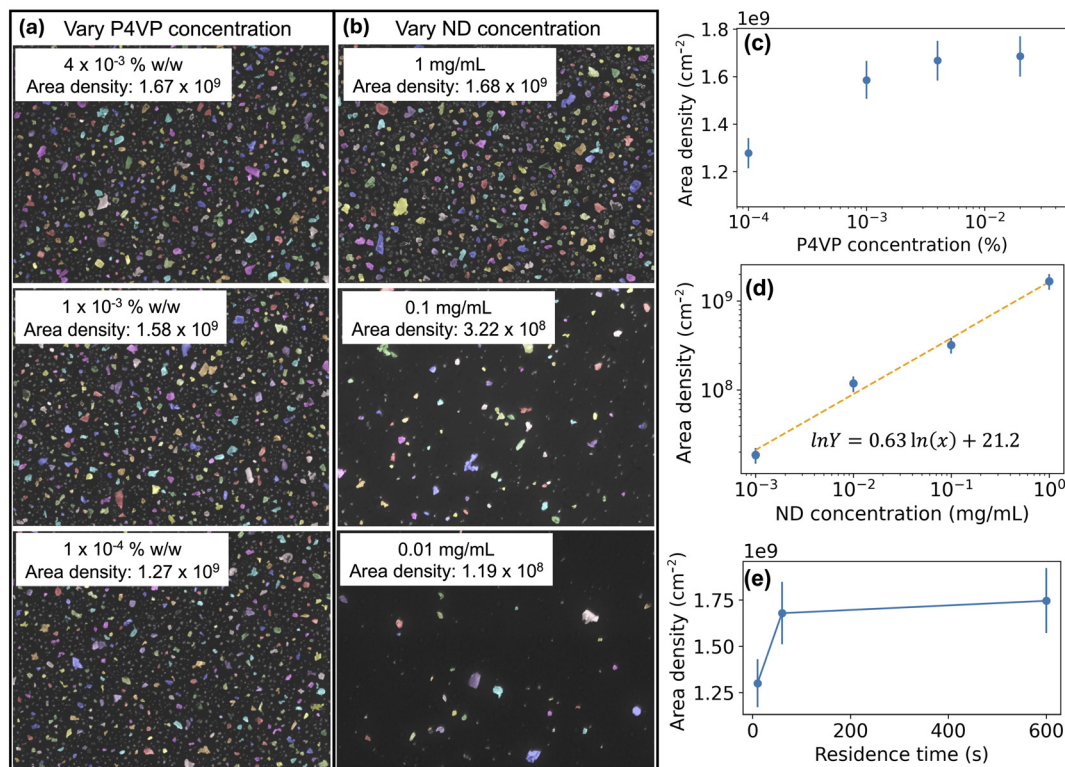 (a) Vary P4VP concentration
4 x 10⁻³ % w/w
Area density: 1.67 x 10⁹
1 x 10⁻³ % w/w
Area density: 1.58 x 10⁹
1 x 10⁻⁴ % w/w
Area density: 1.27 x 10⁹
(b) Vary ND concentration
1 mg/mL
Area density: 1.68 x 10⁹
0.1 mg/mL
Area density: 3.22 x 10⁸
0.01 mg/mL
Area density: 1.19 x 10⁸
1e9
(c)
Area density (cm⁻²)
1.8
1.6
1.4
1.2
10⁻⁴ 10⁻³ 10⁻²
P4VP concentration (%)
(d)
Area density (cm⁻²)
10⁹
10⁸
lnY = 0.63 ln(x) + 21.2
10⁻³ 10⁻² 10⁻¹ 10⁰
ND concentration (mg/mL)
1e9
(e)
Area density (cm⁻²)
1.75
1.50
1.25
0 200 400 600
Residence time (s)